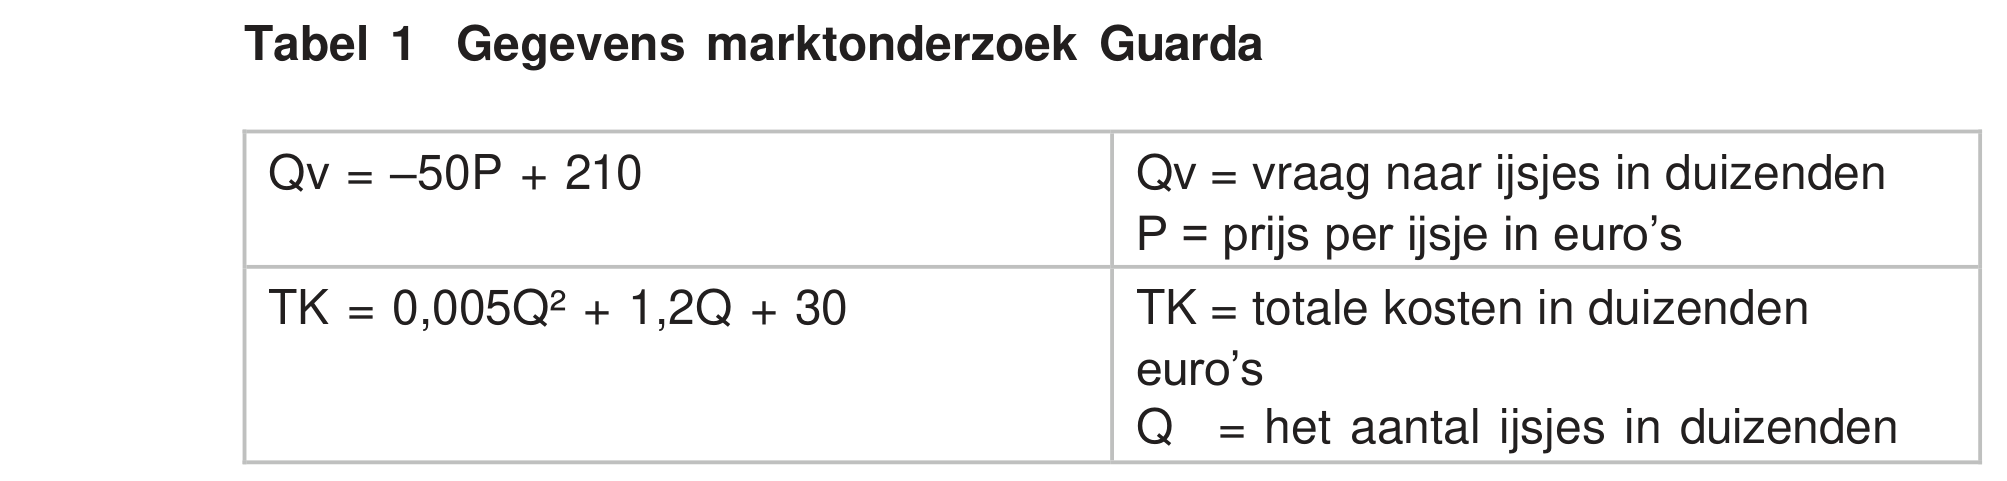 Tabel 1 Gegevens marktonderzoek Guarda
Qv = –50P + 210
Qv = vraag naar ijsjes in duizenden
P = prijs per ijsje in euro’s
TK = 0,005Q² + 1,2Q + 30
TK = totale kosten in duizenden
euro’s
Q = het aantal ijsjes in duizenden